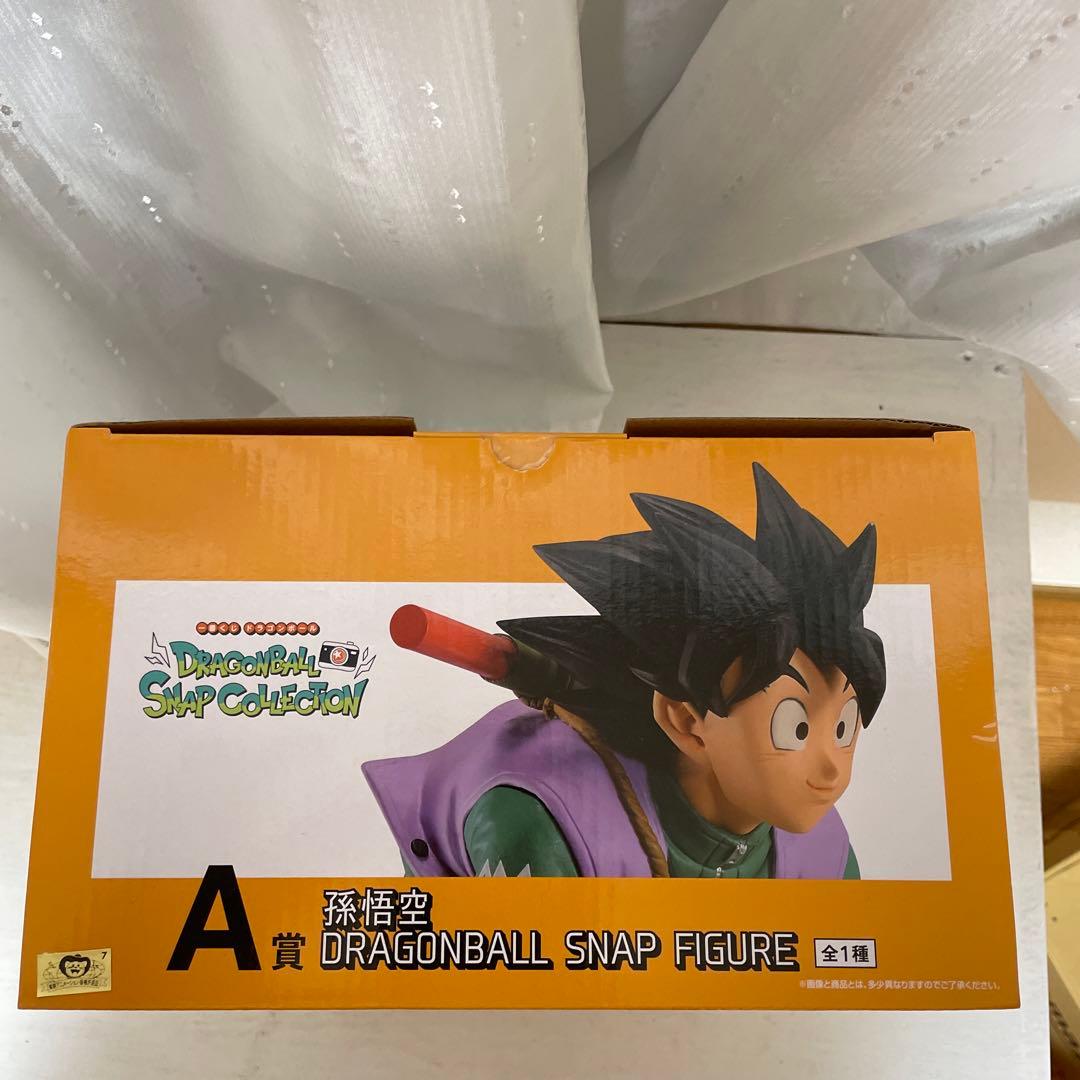 一番くじ ドラゴンボール
DRAGONBALL
SNAP COLLECTION
A賞
孫悟空
DRAGONBALL SNAP FIGURE
全1種
※画像と商品とは、多少異なりますのでご了承ください。
7